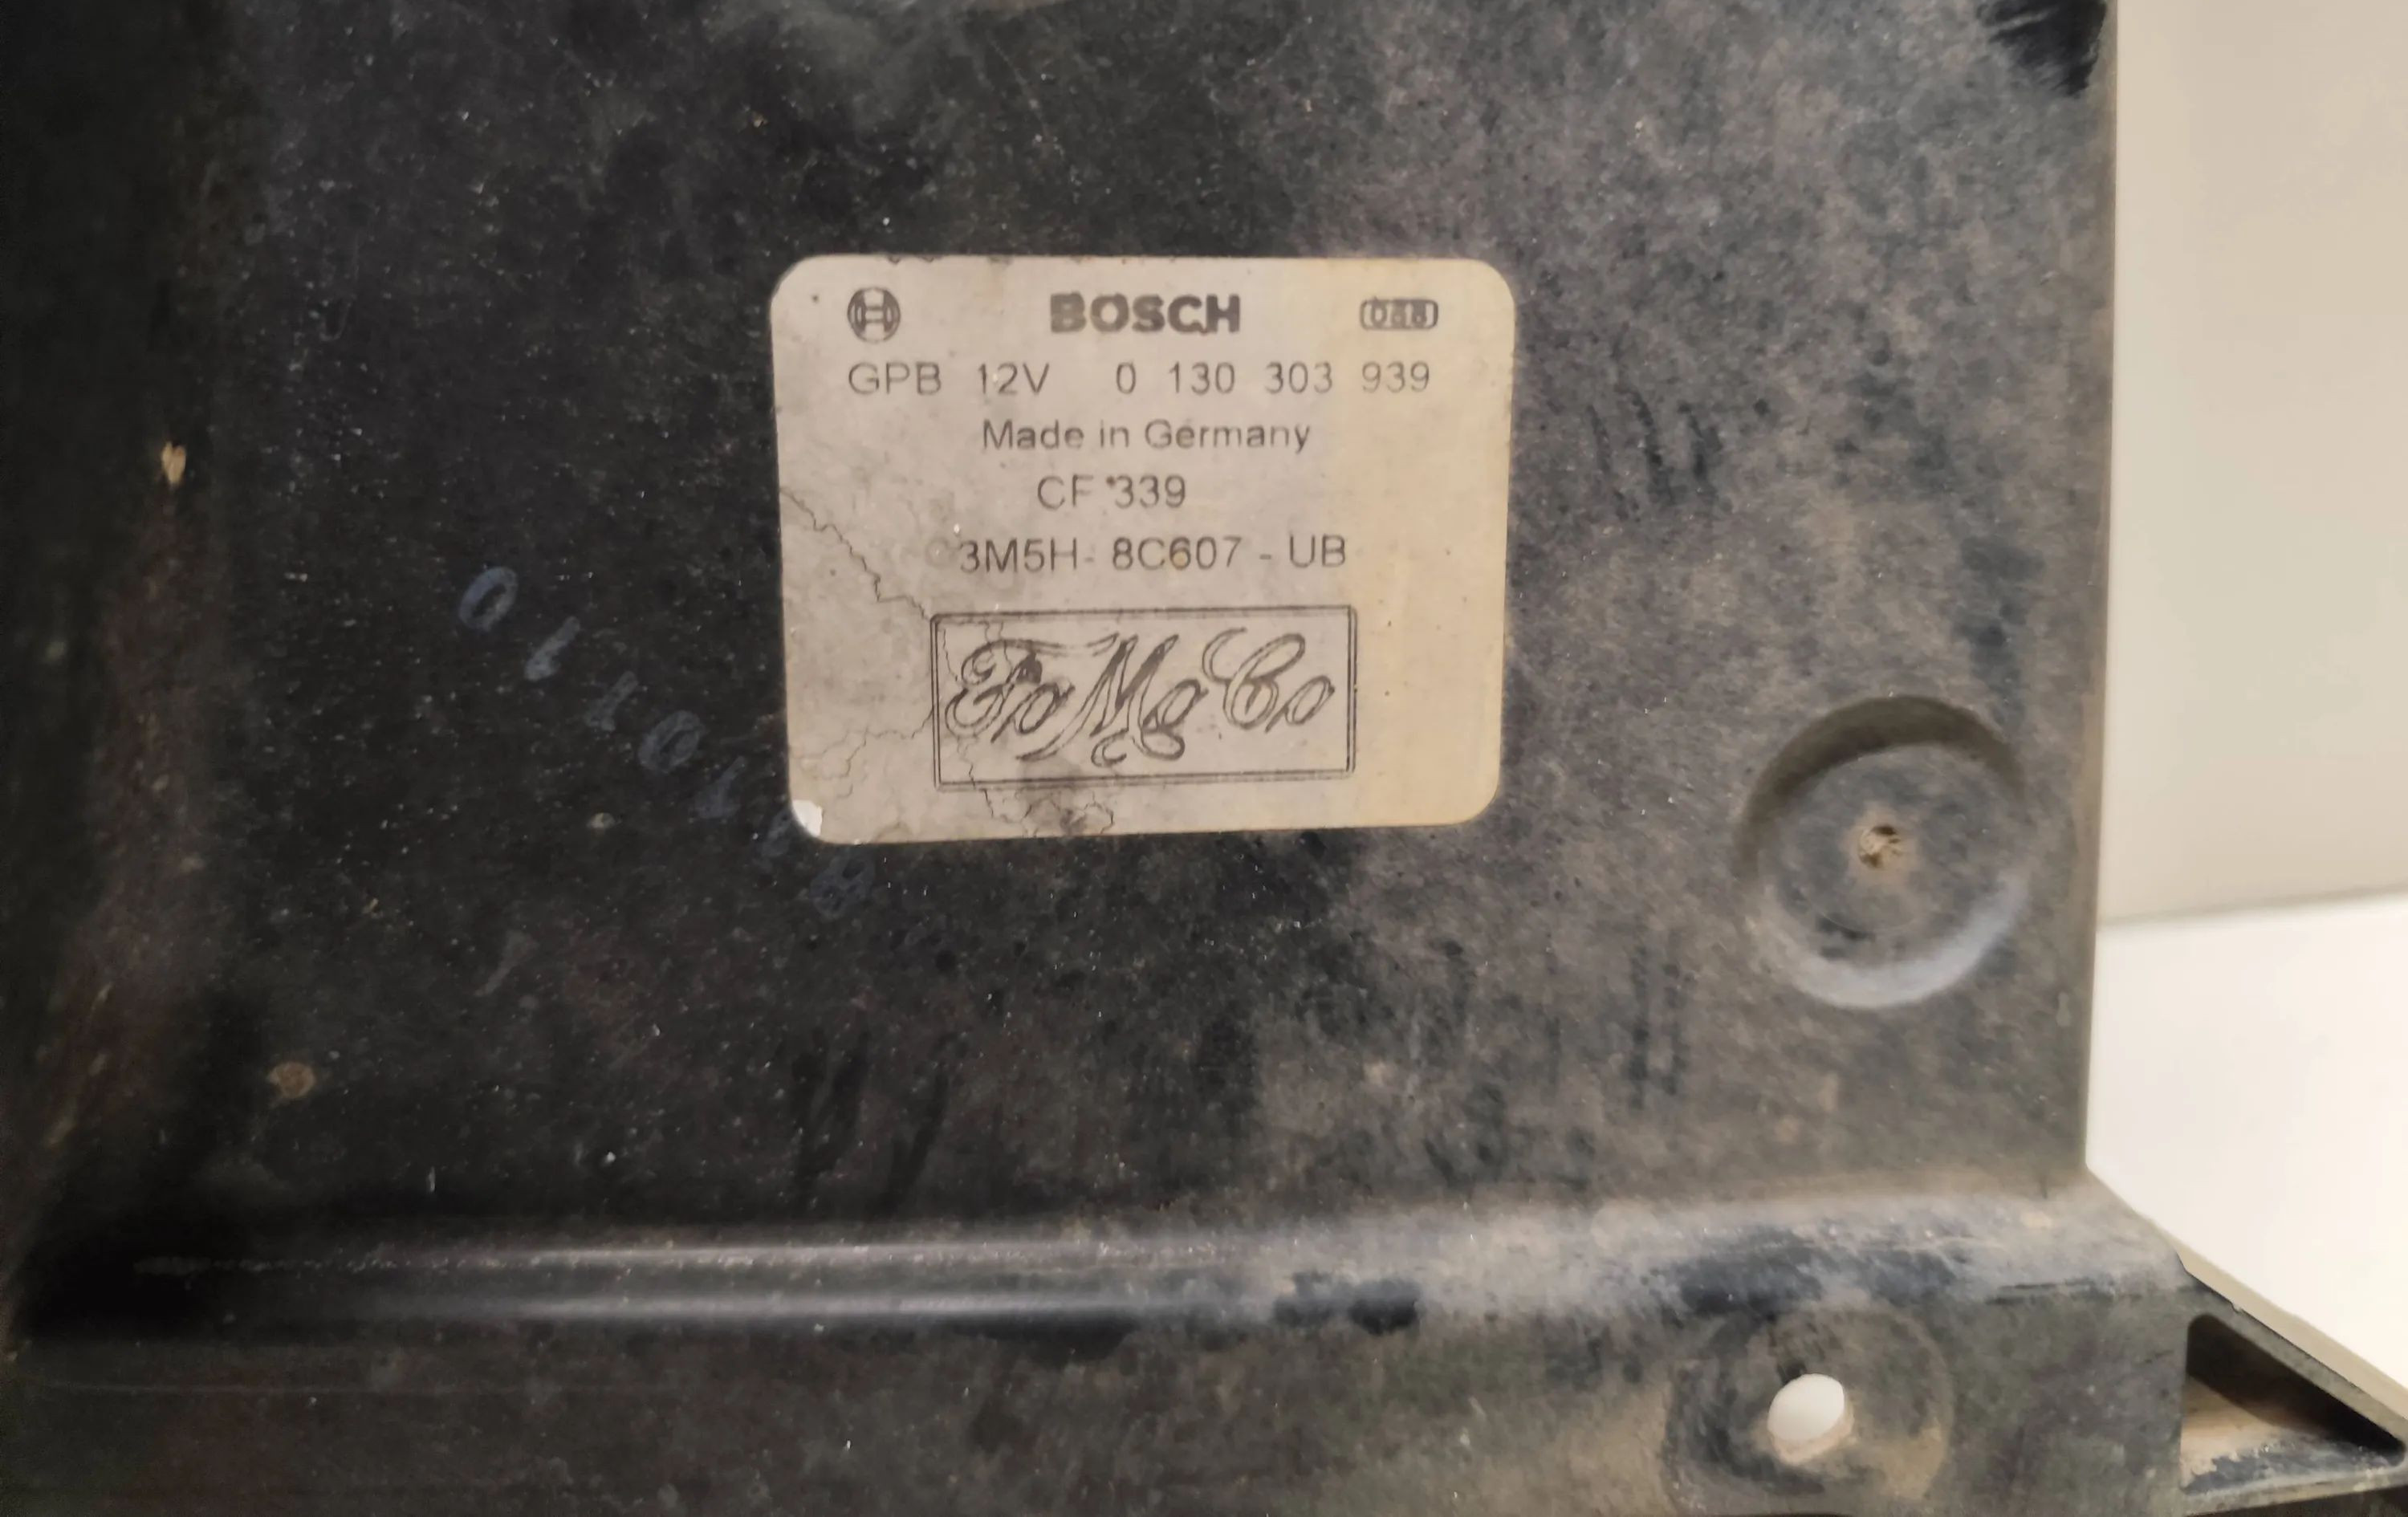 BOSCH
GPB 12V 0 130 303 939
Made in Germany
CF 339
3M5H- 8C607 - UB
FoMoCo